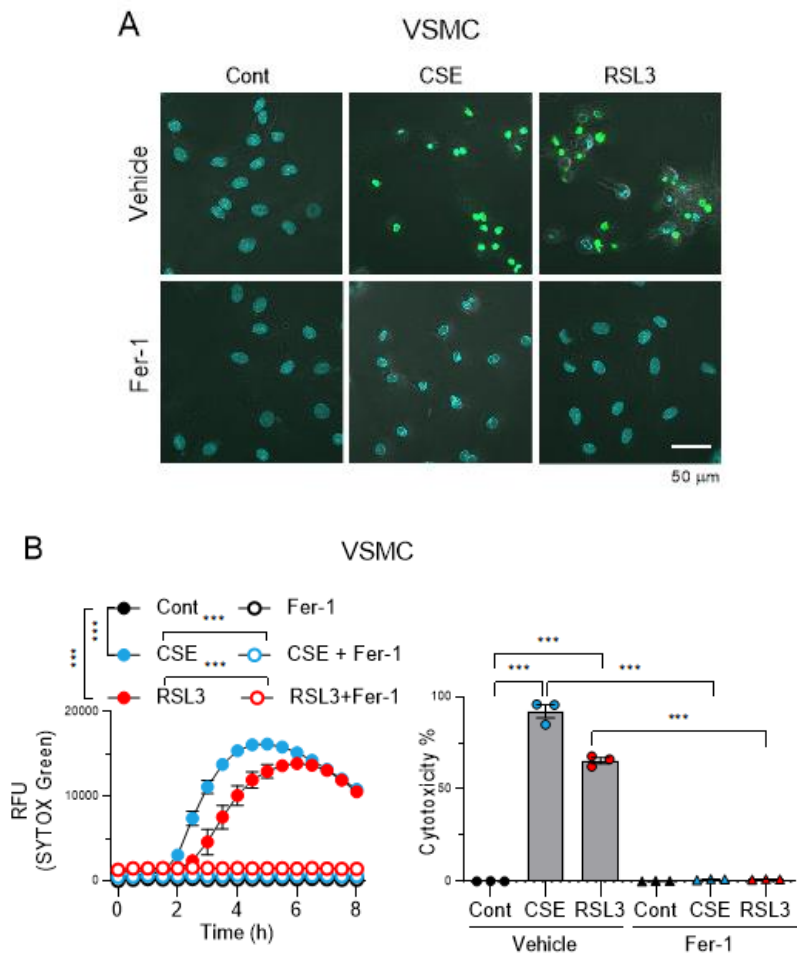 A
VSMC
Cont CSE RSL3
Vehicle
Fer-1
50 μm
B
VSMC
*** ***
Cont Fer-1
***
CSE CSE + Fer-1
***
RSL3 RSL3+Fer-1
RFU
(SYTOX Green)
20000
10000
0
0 2 4 6 8
Time (h)
***
*** ***
***
Cytotoxicity %
100
50
0
Cont CSE RSL3 Cont CSE RSL3
Vehicle Fer-1